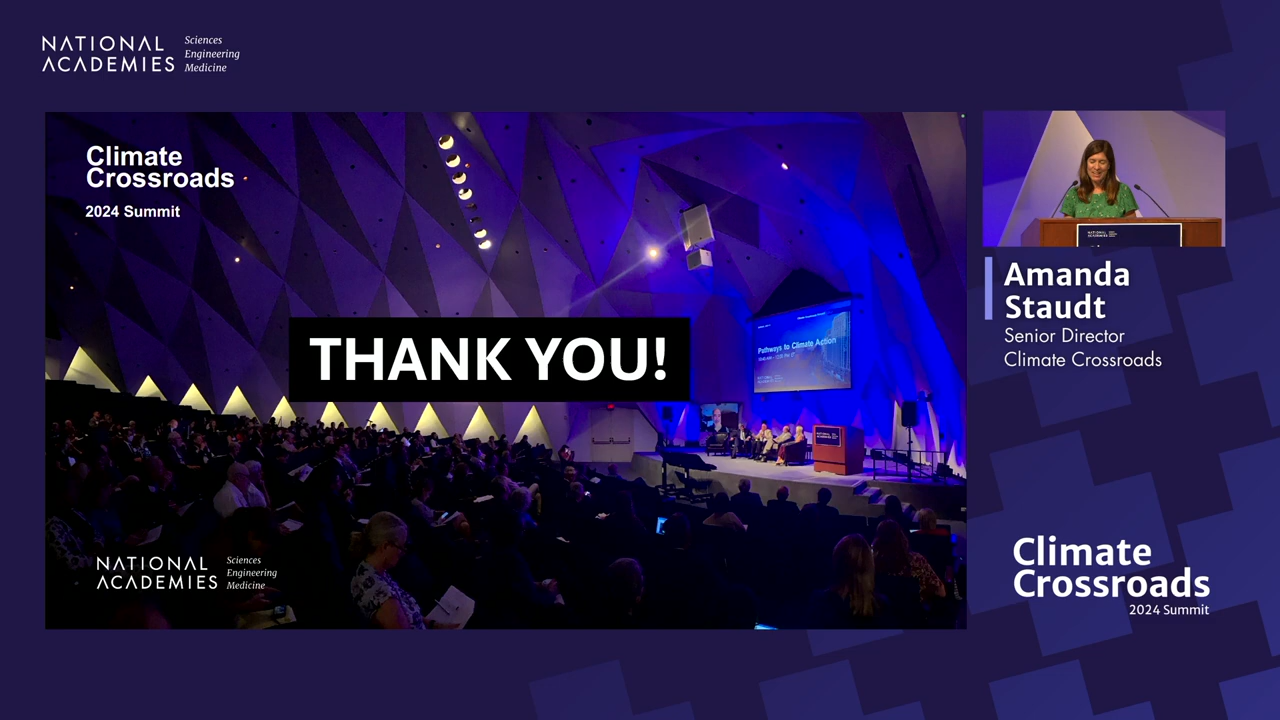 NATIONAL
ACADEMIES
Sciences
Engineering
Medicine
Climate
Crossroads
2024 Summit
THANK YOU!
Pathways to Climate Action
NATIONAL
ACADEMIES
Sciences
Engineering
Medicine
Amanda
Staudt
Senior Director
Climate Crossroads
Climate
Crossroads
2024 Summit